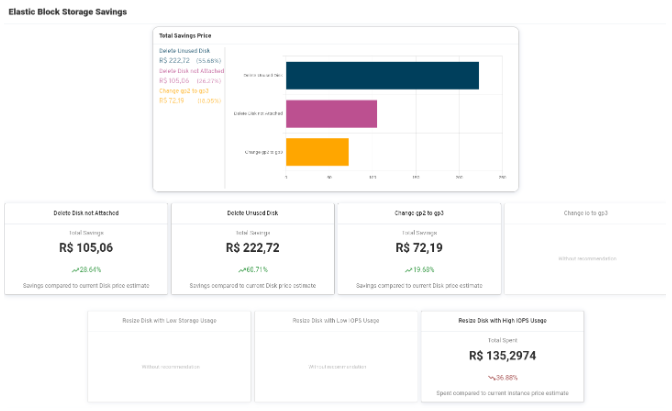 Elastic Block Storage Savings
Total Savings Price
Delete Unused Disk
R$ 222,72 (55,68%)
Delete Disk not Attached
R$ 105,06 (26,27%)
Change gp2 to gp3
R$ 72,19 (18,05%)
Delete Unused Disk
Delete Disk not Attached
Change gp2 to gp3
0 50 100 150 200 250
Delete Disk not Attached
Total Savings
R$ 105,06
28.64%
Savings compared to current Disk price estimate
Delete Unused Disk
Total Savings
R$ 222,72
60.71%
Savings compared to current Disk price estimate
Change gp2 to gp3
Total Savings
R$ 72,19
19.68%
Savings compared to current Disk price estimate
Change io to gp3
Without recommendation.
Resize Disk with Low Storage Usage
Without recommendation.
Resize Disk with Low IOPS Usage
Without recommendation.
Resize Disk with High IOPS Usage
Total Spent
R$ 135,2974
36.88%
Spent compared to current instance price estimate